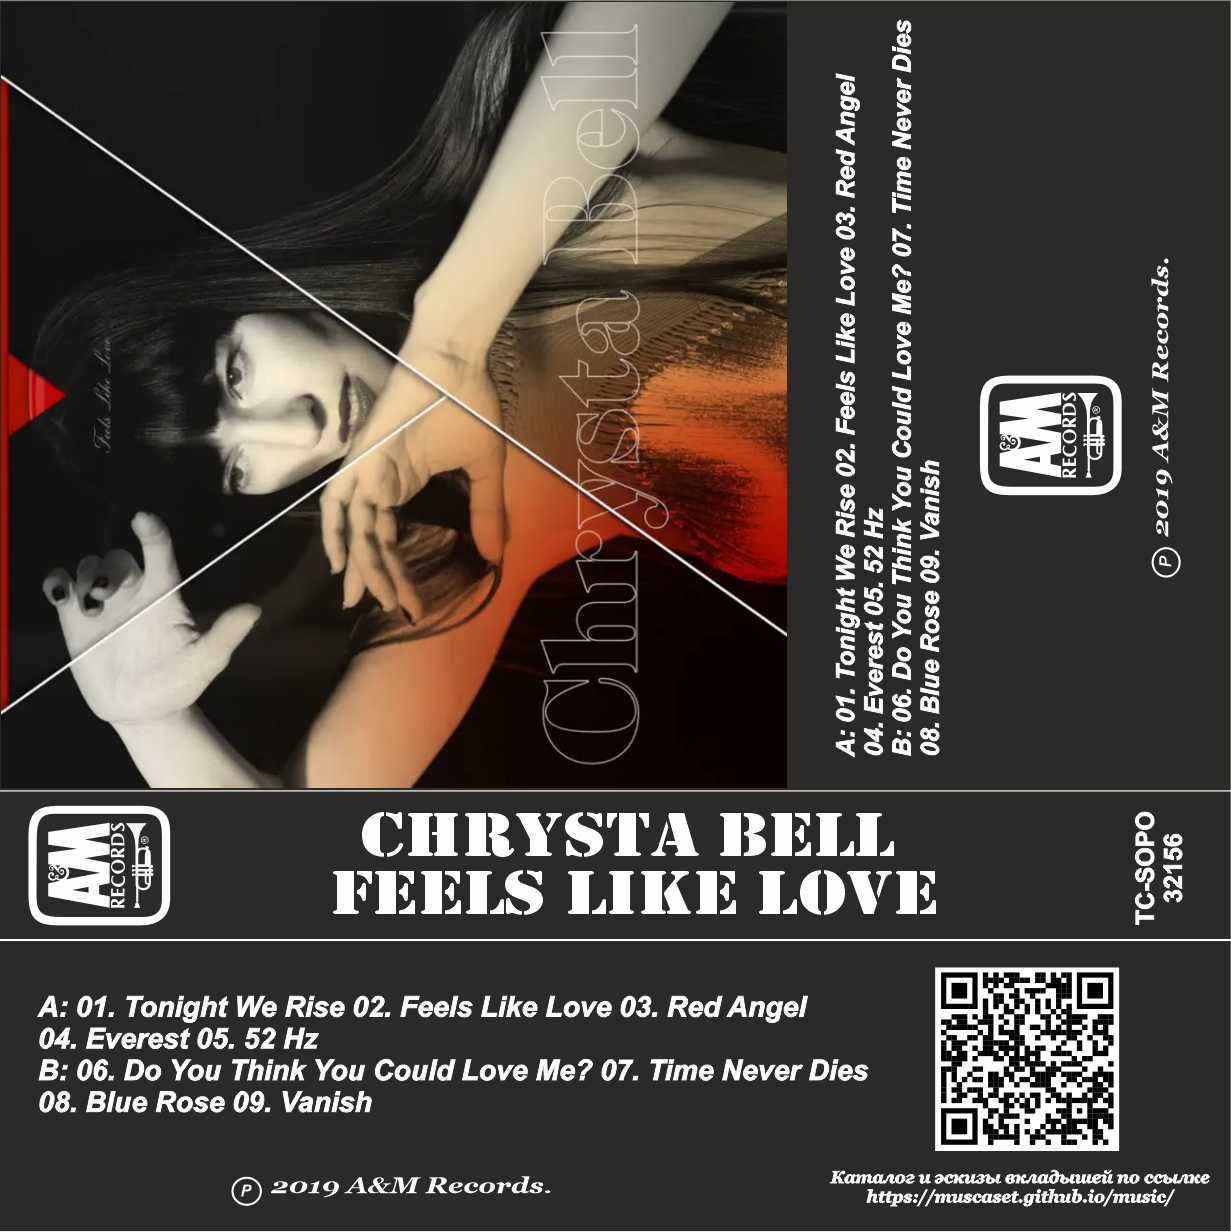 Chrysta Bell
Feels Like Love
A: 01. Tonight We Rise 02. Feels Like Love 03. Red Angel
04. Everest 05. 52 Hz
B: 06. Do You Think You Could Love Me? 07. Time Never Dies
08. Blue Rose 09. Vanish
A&M
RECORDS
®
Ⓟ 2019 A&M Records.
A&M
RECORDS
®
CHRYSTA BELL
FEELS LIKE LOVE
TC-SOPO
32156
A: 01. Tonight We Rise 02. Feels Like Love 03. Red Angel
04. Everest 05. 52 Hz
B: 06. Do You Think You Could Love Me? 07. Time Never Dies
08. Blue Rose 09. Vanish
Ⓟ 2019 A&M Records.
Каталог и эскизы вкладышей по ссылке
https://muscaset.github.io/music/